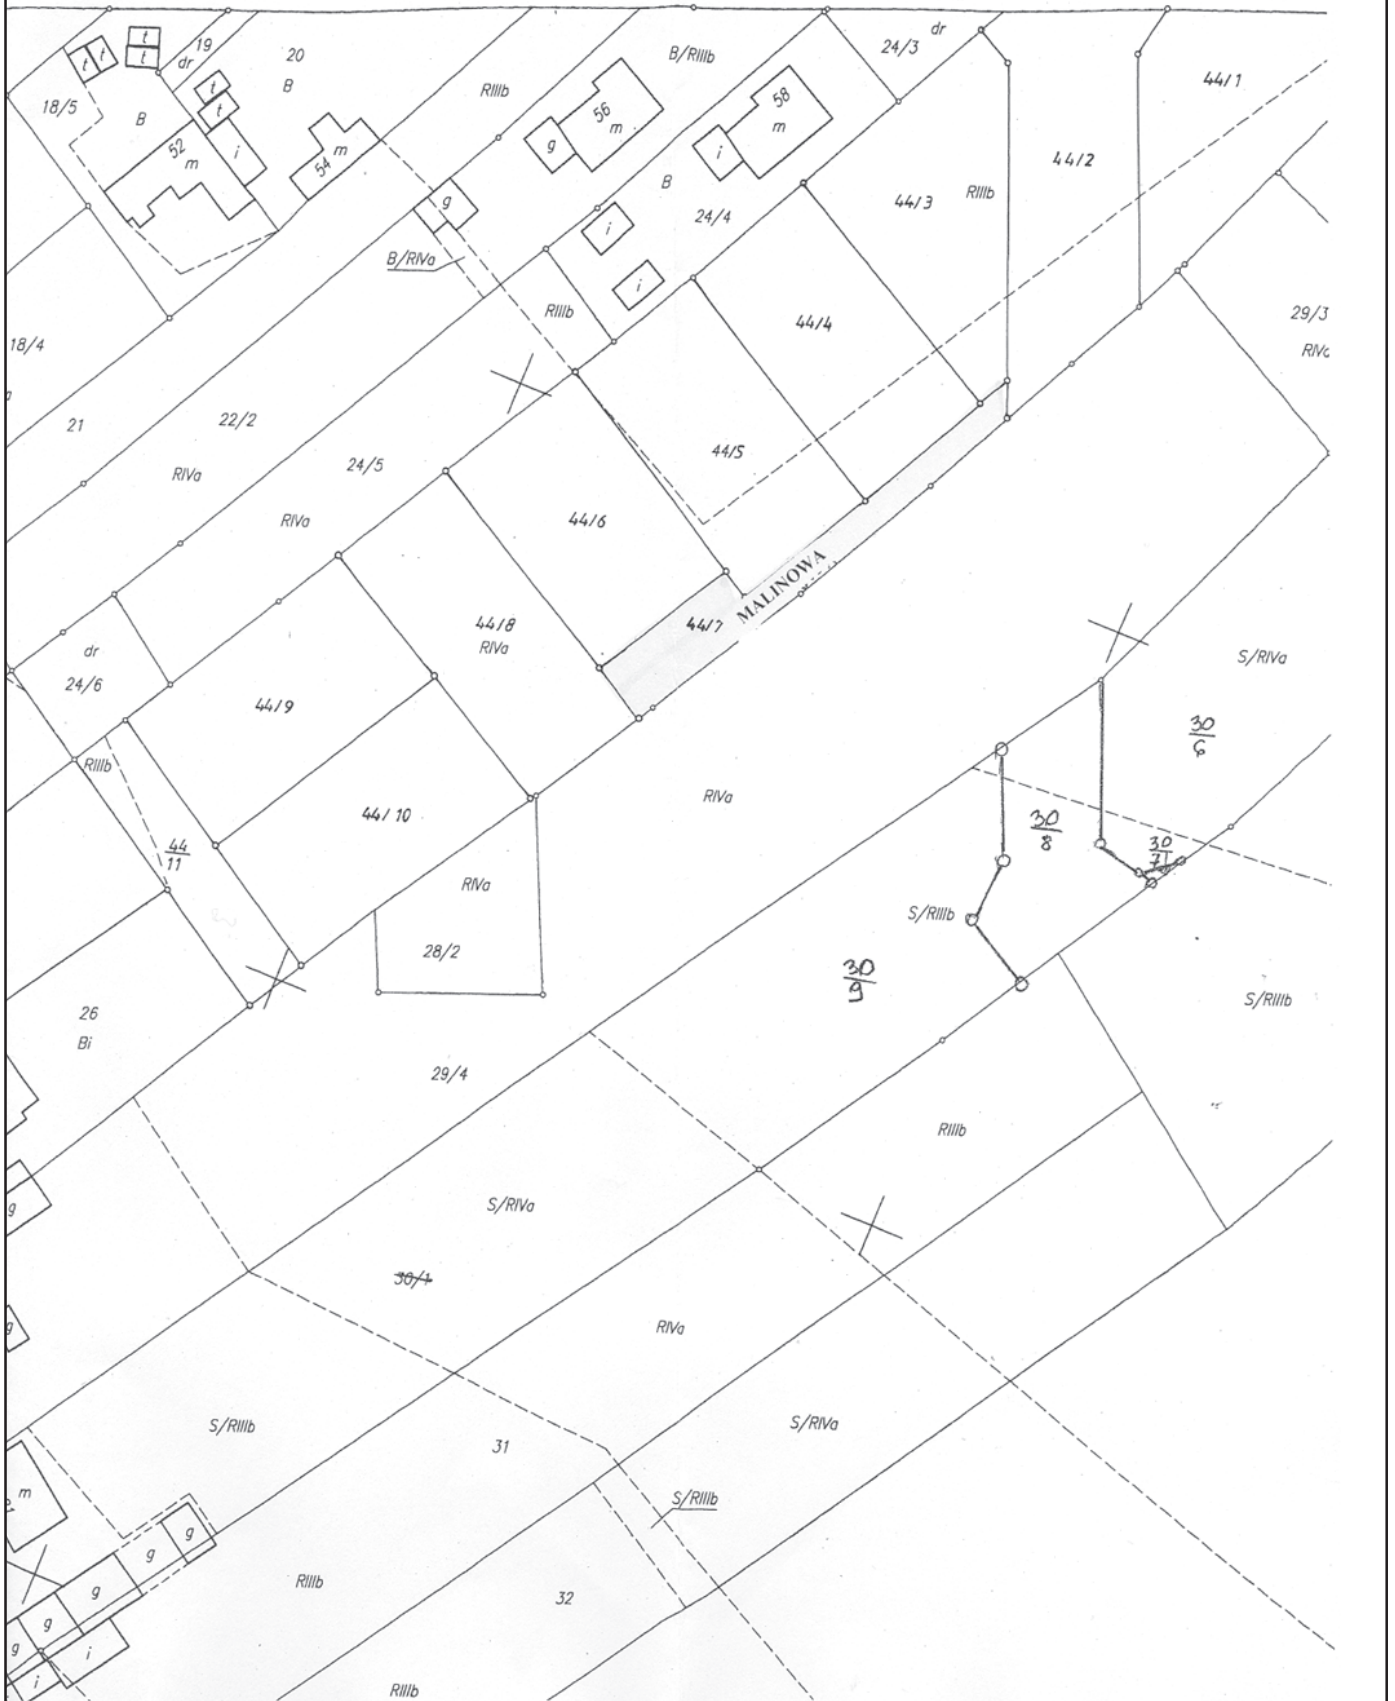 t
t
t
19
dr
20
B
t
t
t
18/5
B
52
m
i
54
m
RIIIb
B/RIIIb
56
m
g
58
m
i
24/3
dr
44/1
44/2
44/3
RIIIb
B
24/4
g
i
i
B/RIVa
RIIIb
44/4
29/3
18/4
21
22/2
RIVa
24/5
RIVa
44/5
44/6
MALINOWA
44/7
44/8
RIVa
dr
24/6
44/9
RIIIb
44/10
44
11
RIVa
S/RIVa
30
6
30
8
30
7
RIVa
28/2
S/RIIIb
30
9
S/RIIIb
26
Bi
29/4
RIIIb
g
S/RIVa
30/1
RIVa
g
S/RIIIb
31
S/RIVa
m
S/RIIIb
g
g
g
g
g
i
i
RIIIb
32
RIIIb